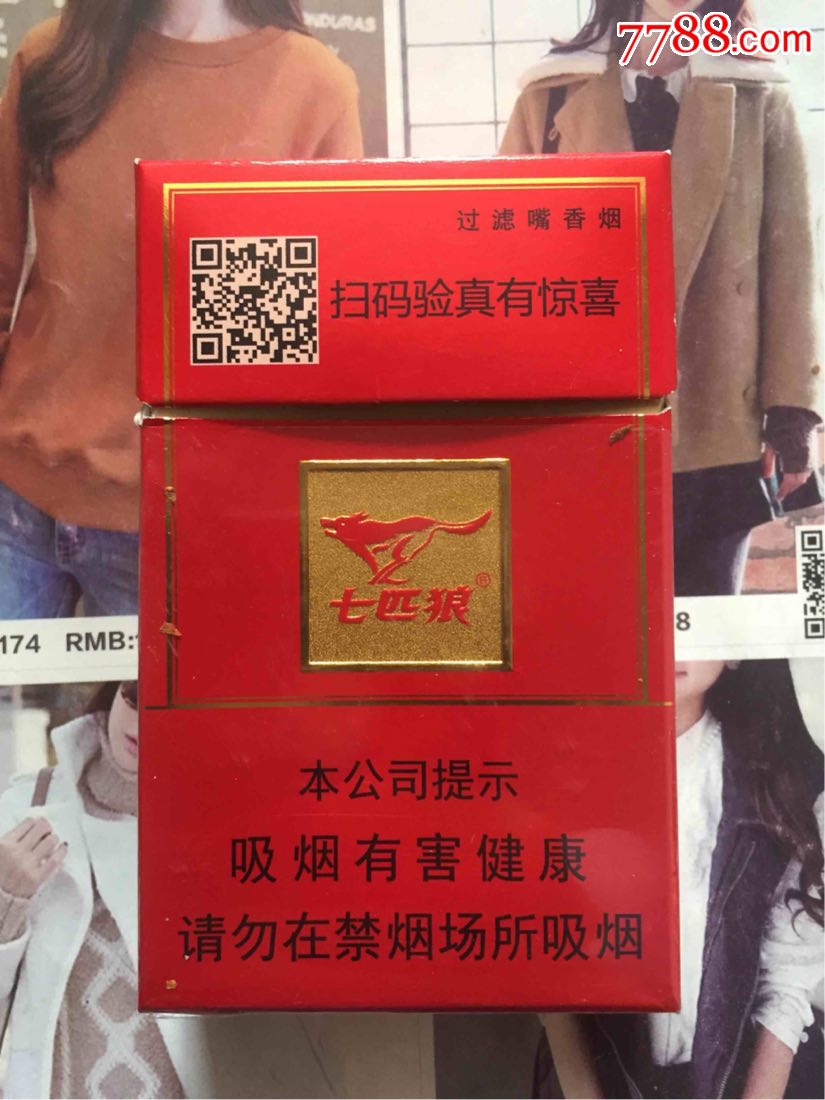 7788.com
ONDURAS
过滤嘴香烟
扫码验真有惊喜
七匹狼®
174 RMB:
8
本公司提示
吸烟有害健康
请勿在禁烟场所吸烟